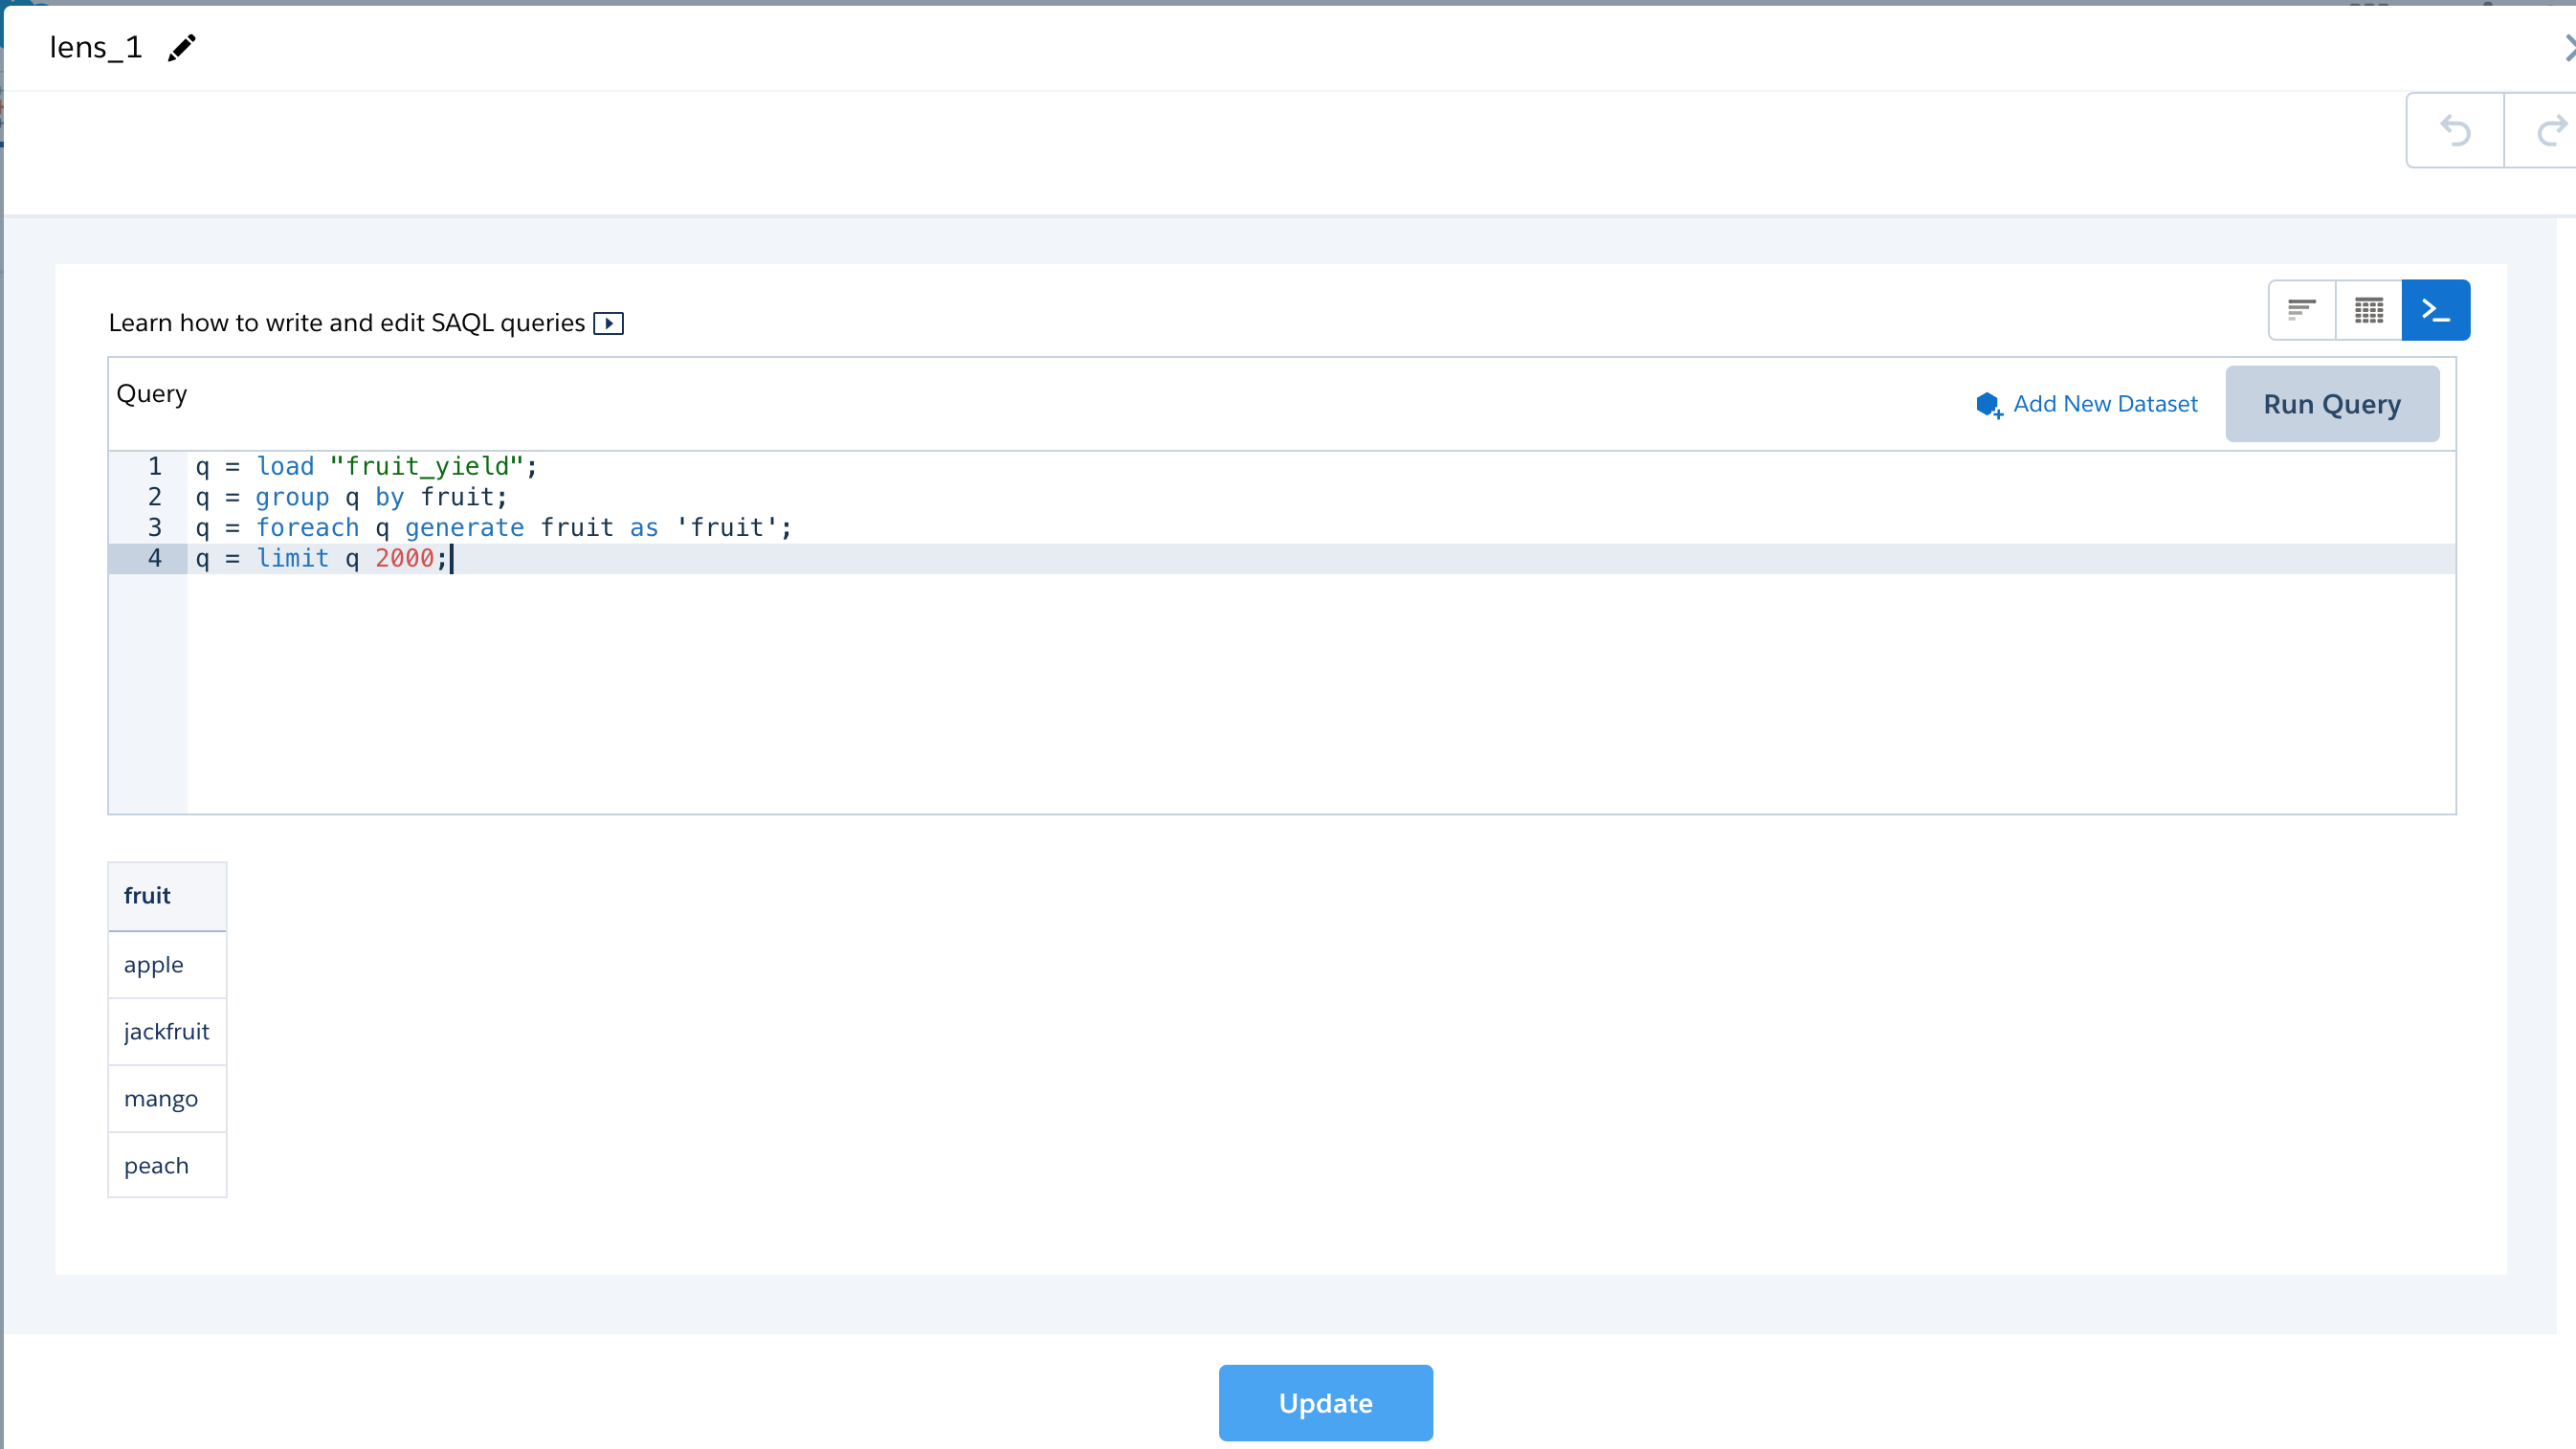 lens_1
Learn how to write and edit SAQL queries
Query
Add New Dataset
Run Query
1 q = load "fruit_yield";
2 q = group q by fruit;
3 q = foreach q generate fruit as 'fruit';
4 q = limit q 2000;
fruit
apple
jackfruit
mango
peach
Update